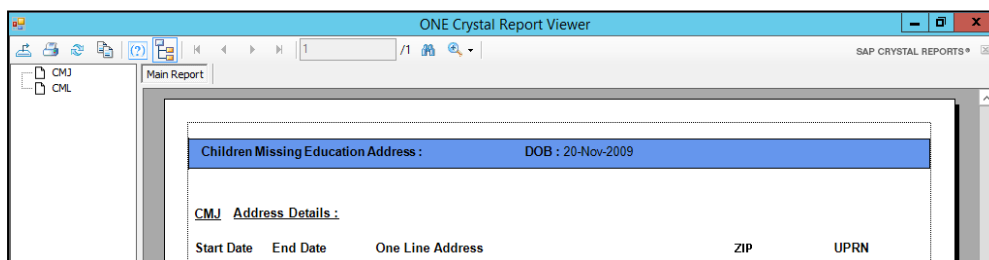 ONE Crystal Report Viewer
1 /1 SAP CRYSTAL REPORTS®
CMJ
CML
Main Report
Children Missing Education Address : DOB : 20-Nov-2009
CMJ Address Details :
Start Date End Date One Line Address ZIP UPRN